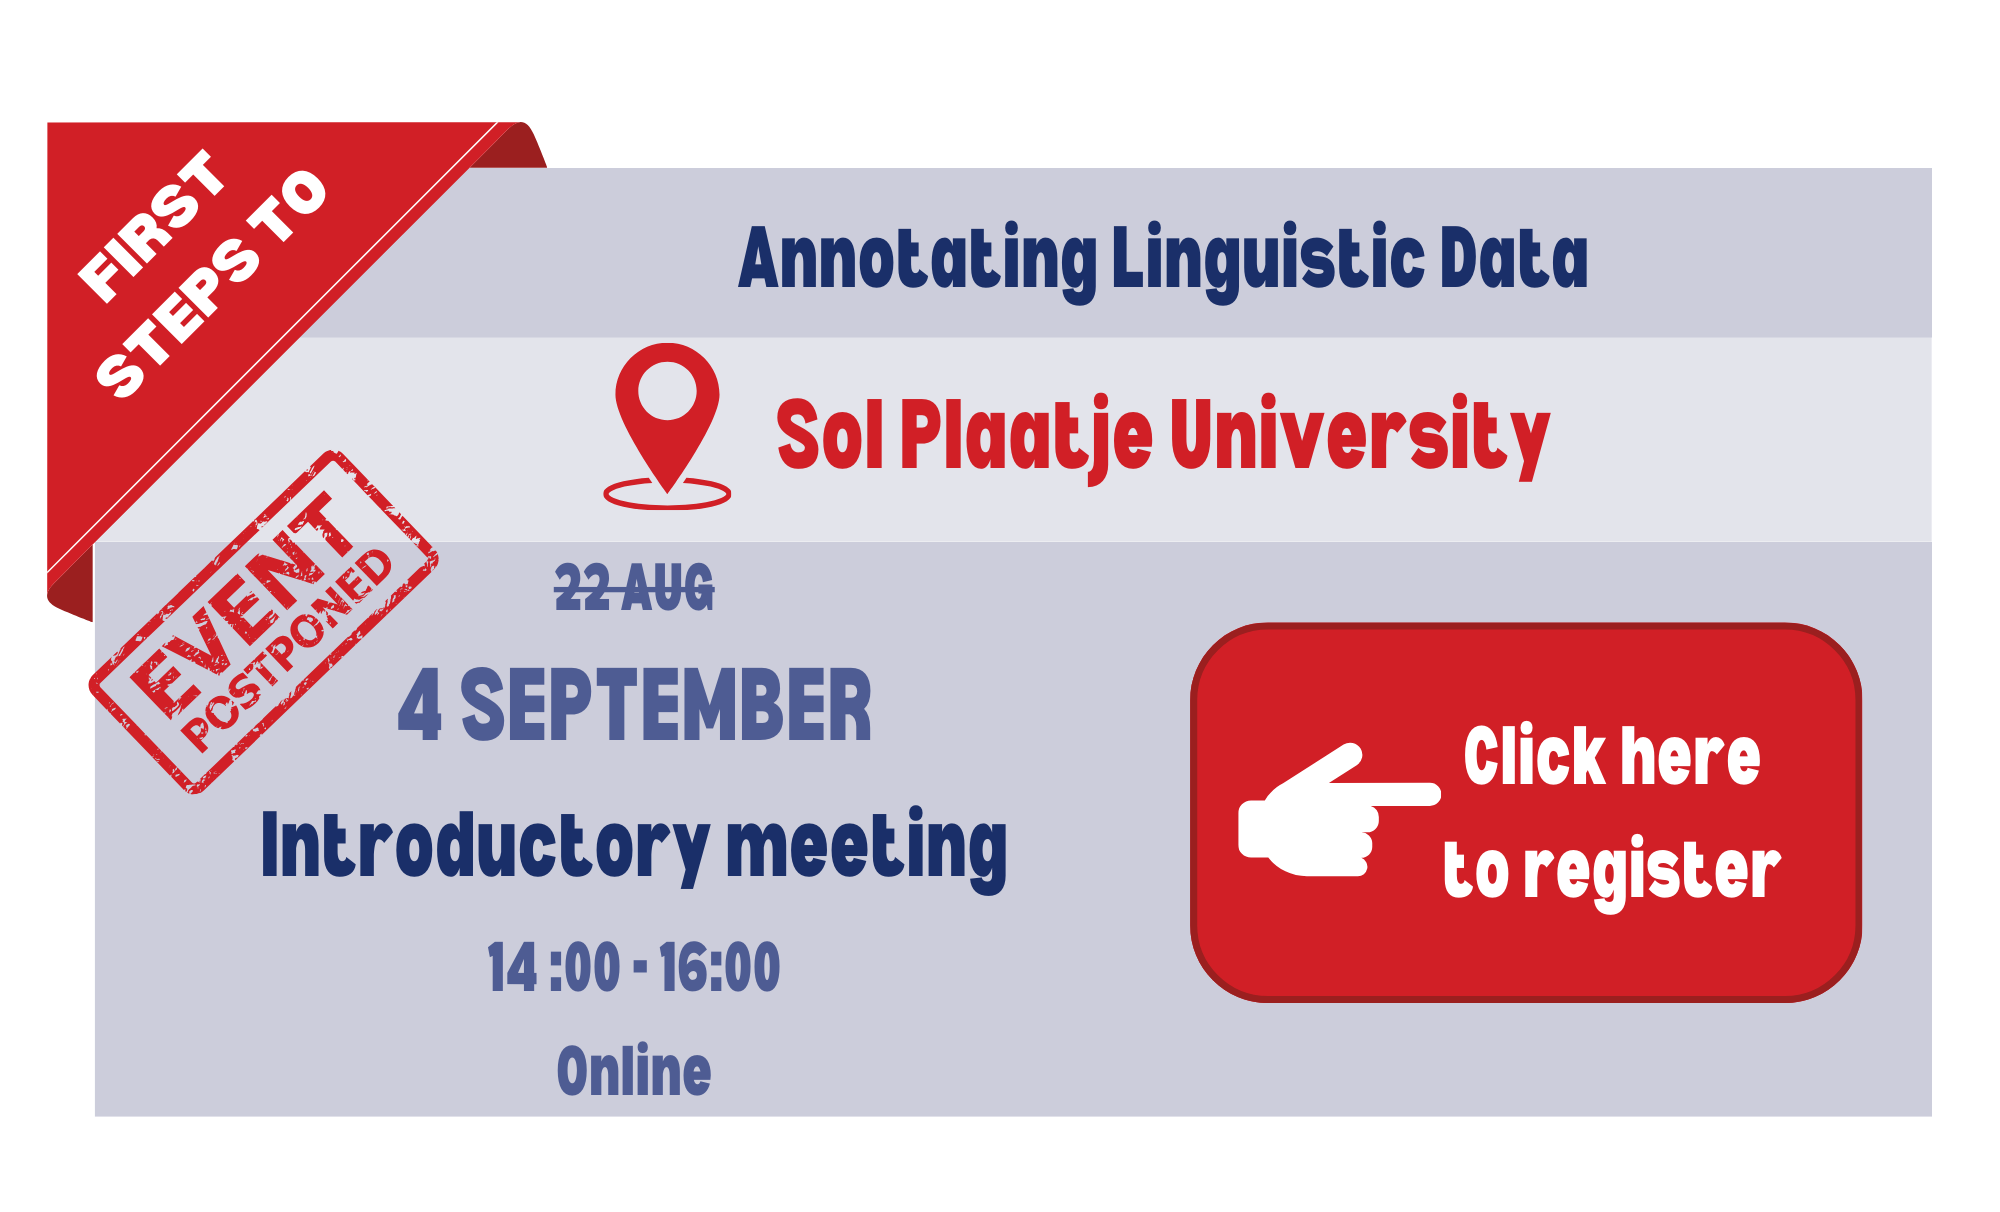 FIRST
STEPS TO
Annotating Linguistic Data
Sol Plaatje University
EVENT
POSTPONED
22 AUG
4 SEPTEMBER
Introductory meeting
14 :00 - 16:00
Online
Click here
to register